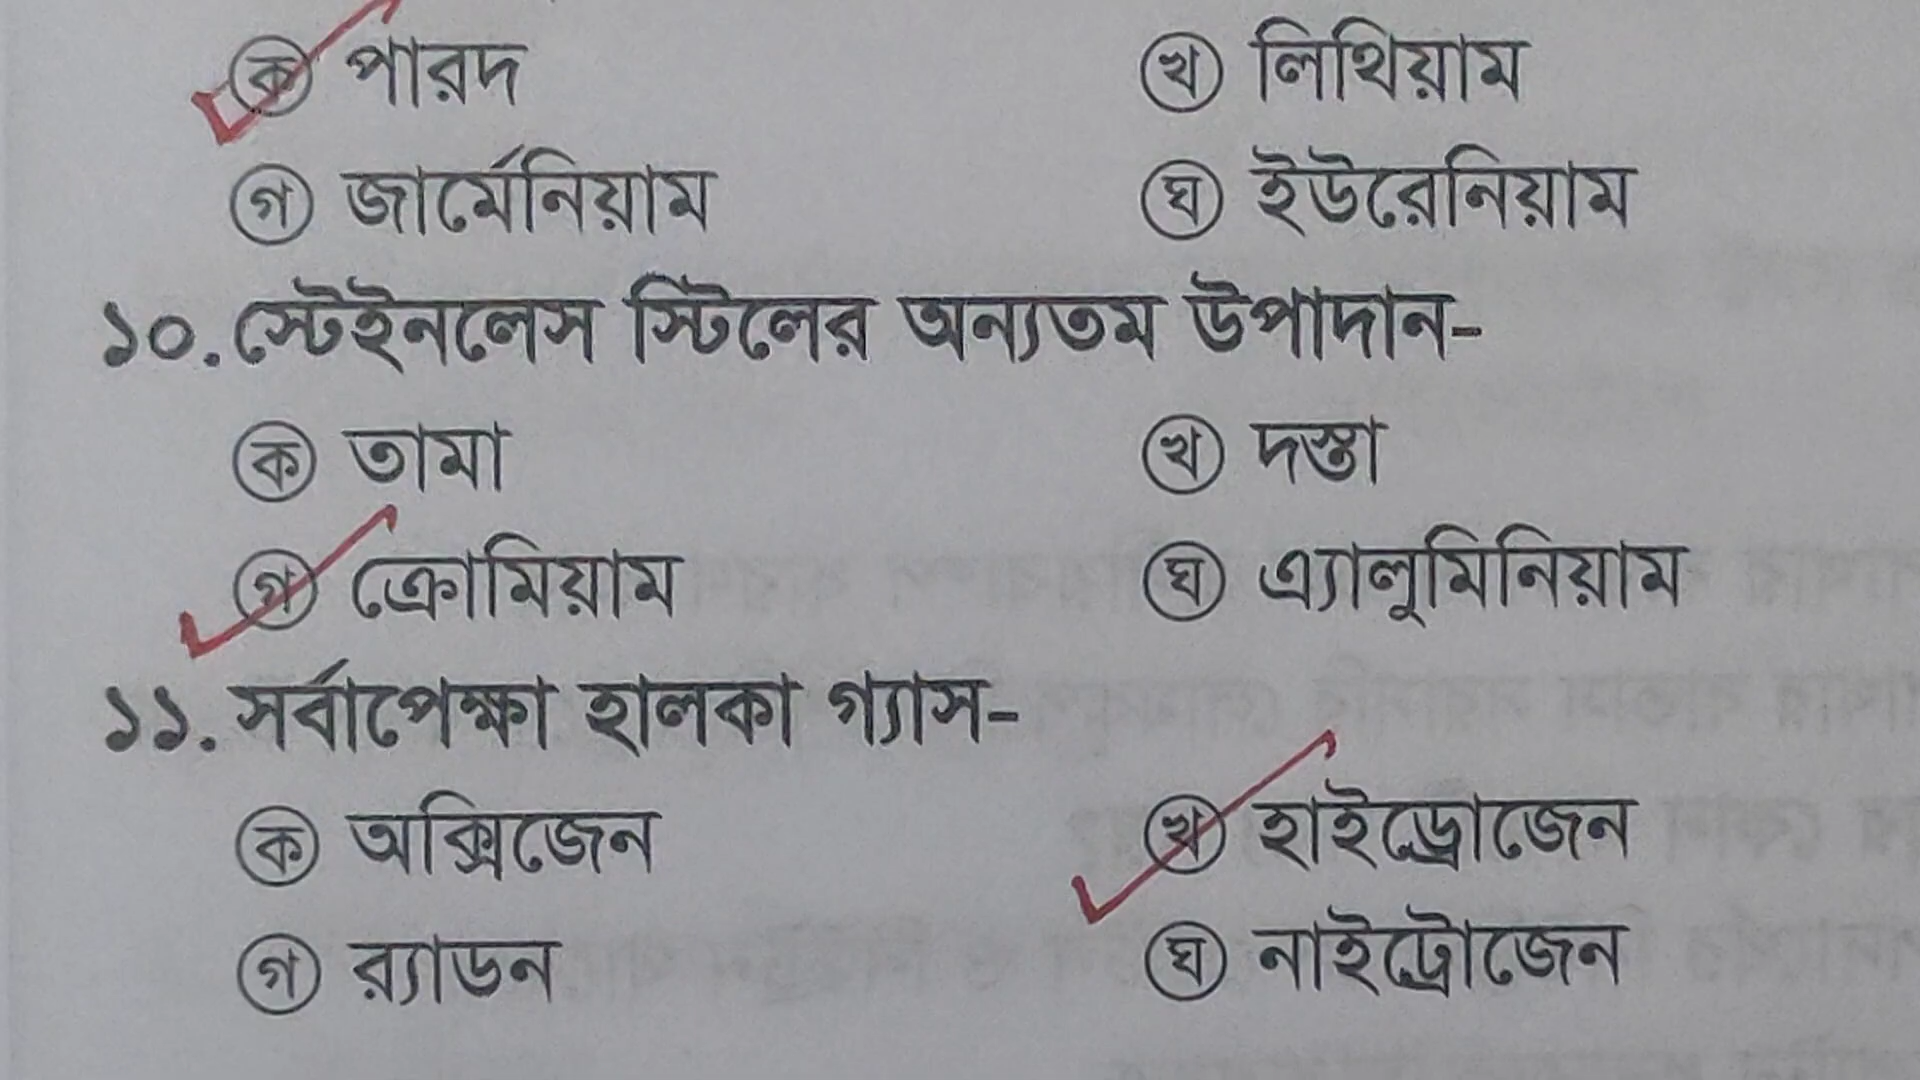 ক পারদ খ লিথিয়াম
গ জার্মেনিয়াম ঘ ইউরেনিয়াম
১০. স্টেইনলেস স্টিলের অন্যতম উপাদান-
ক তামা খ দস্তা
গ ক্রোমিয়াম ঘ এ্যালুমিনিয়াম
১১. সর্বাপেক্ষা হালকা গ্যাস-
ক অক্সিজেন খ হাইড্রোজেন
গ র‍্যাডন ঘ নাইট্রোজেন